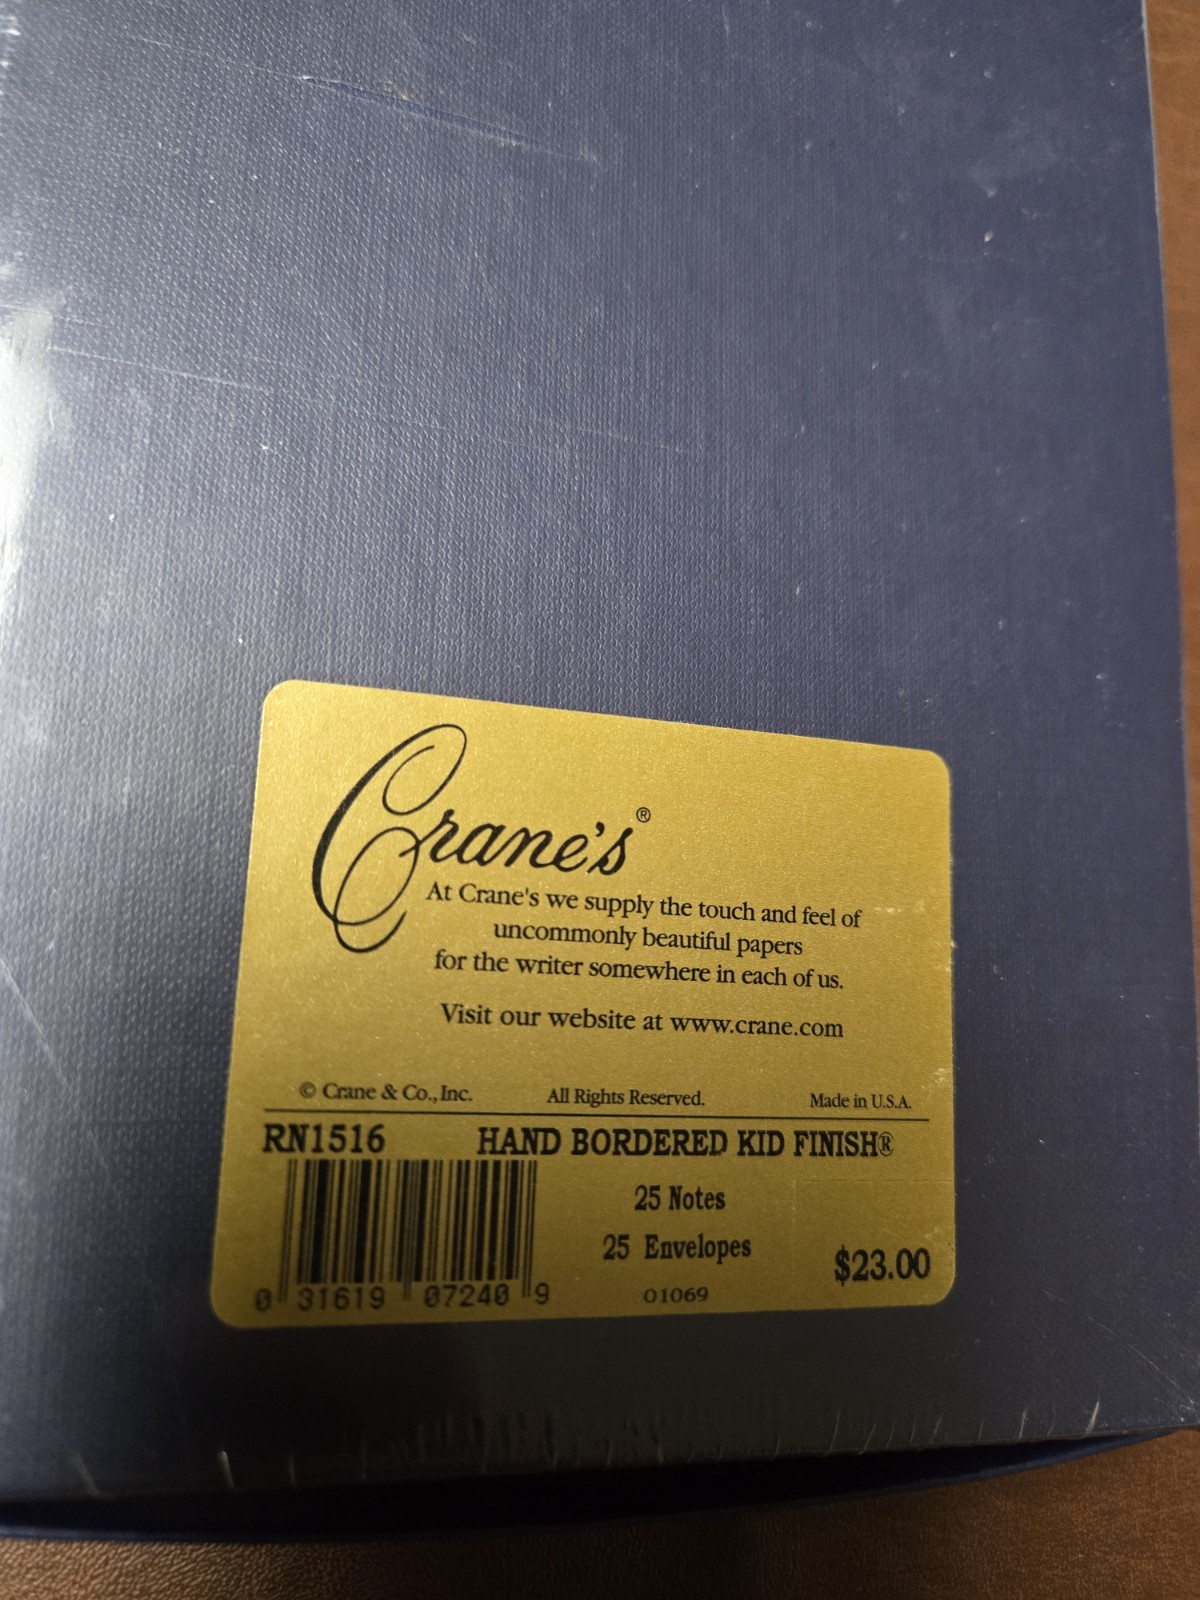 Crane's®
At Crane's we supply the touch and feel of
uncommonly beautiful papers
for the writer somewhere in each of us.
Visit our website at www.crane.com
© Crane & Co., Inc. All Rights Reserved. Made in U.S.A.
RN1516 HAND BORDERED KID FINISH®
25 Notes
25 Envelopes
$23.00
0 31619 07240 9 01069